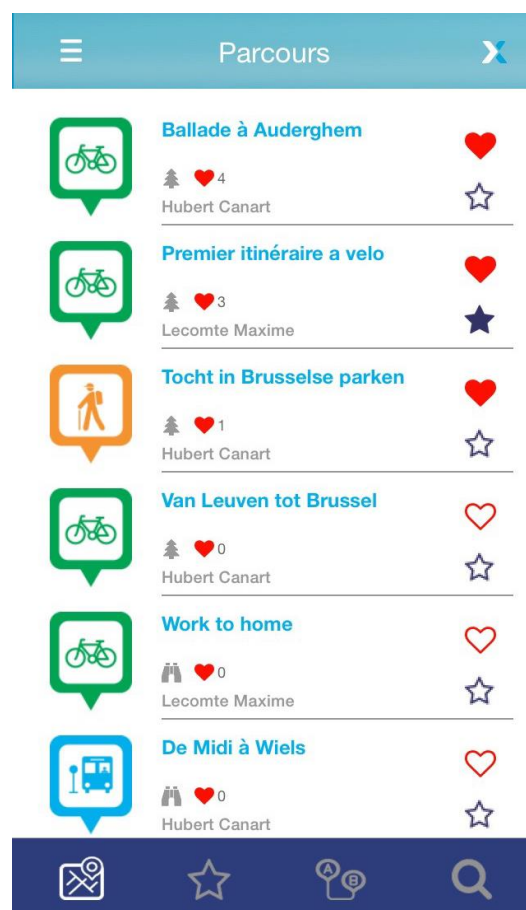 Parcours
Ballade à Auderghem
4
Hubert Canart
Premier itinéraire a velo
3
Lecomte Maxime
Tocht in Brusselse parken
1
Hubert Canart
Van Leuven tot Brussel
0
Hubert Canart
Work to home
0
Lecomte Maxime
De Midi à Wiels
0
Hubert Canart
A B